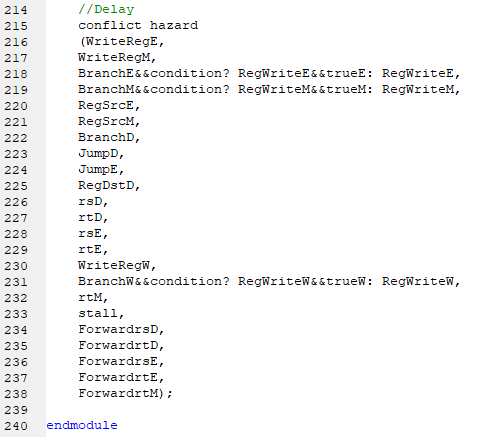 214 //Delay
215 conflict hazard
216 (WriteRegE,
217 WriteRegM,
218 BranchE&&condition? RegWriteE&&trueE: RegWriteE,
219 BranchM&&condition? RegWriteM&&trueM: RegWriteM,
220 RegSrcE,
221 RegSrcM,
222 BranchD,
223 JumpD,
224 JumpE,
225 RegDstD,
226 rsD,
227 rtD,
228 rsE,
229 rtE,
230 WriteRegW,
231 BranchW&&condition? RegWriteW&&trueW: RegWriteW,
232 rtM,
233 stall,
234 ForwardrsD,
235 ForwardrtD,
236 ForwardrsE,
237 ForwardrtE,
238 ForwardrtM);
239
240 endmodule